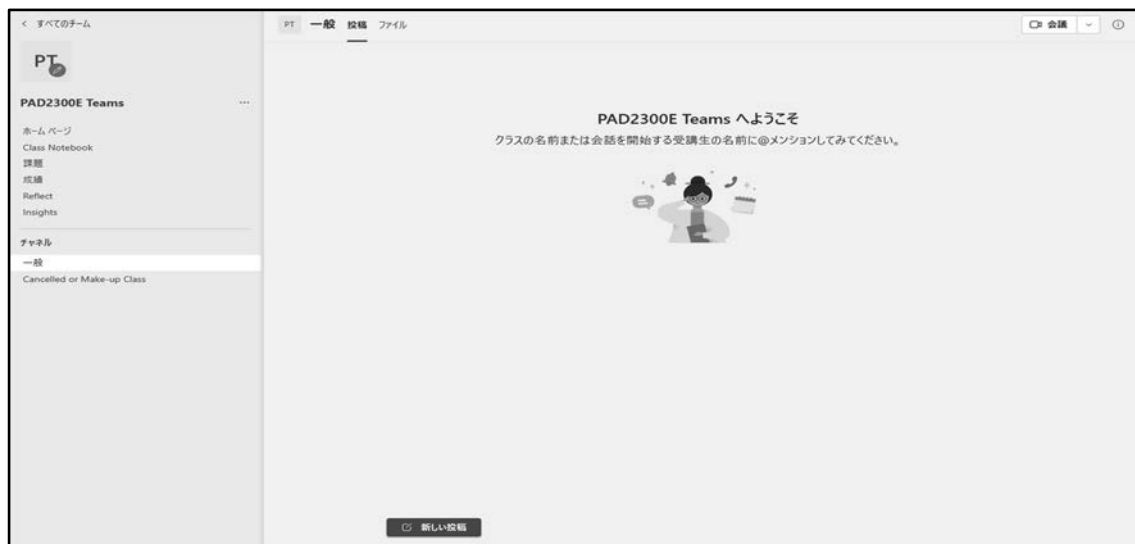 < すべてのチーム
PT
PAD2300E Teams
ホーム ページ
Class Notebook
課題
成績
Reflect
Insights
チャネル
一般
Cancelled or Make-up Class
PT 一般 投稿 ファイル
会議
PAD2300E Teams へようこそ
クラスの名前または会話を開始する受講生の名前に@メンションしてみてください。
新しい投稿